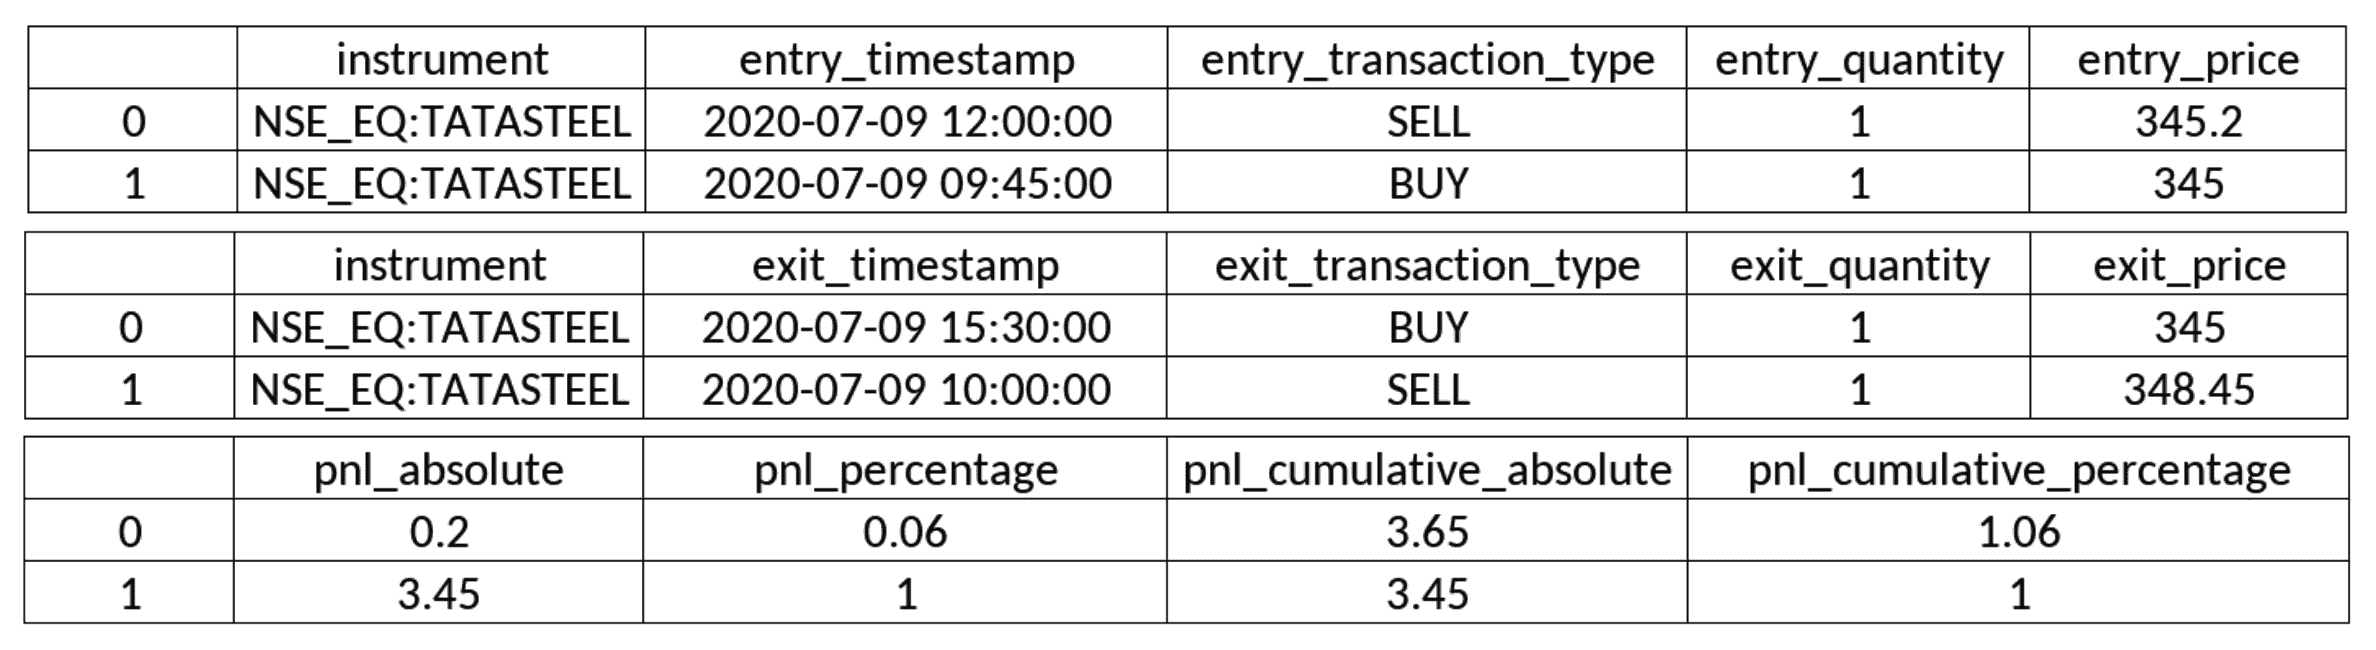 instrument entry_timestamp entry_transaction_type entry_quantity entry_price
0 NSE_EQ:TATASTEEL 2020-07-09 12:00:00 SELL 1 345.2
1 NSE_EQ:TATASTEEL 2020-07-09 09:45:00 BUY 1 345
instrument exit_timestamp exit_transaction_type exit_quantity exit_price
0 NSE_EQ:TATASTEEL 2020-07-09 15:30:00 BUY 1 345
1 NSE_EQ:TATASTEEL 2020-07-09 10:00:00 SELL 1 348.45
pnl_absolute pnl_percentage pnl_cumulative_absolute pnl_cumulative_percentage
0 0.2 0.06 3.65 1.06
1 3.45 1 3.45 1